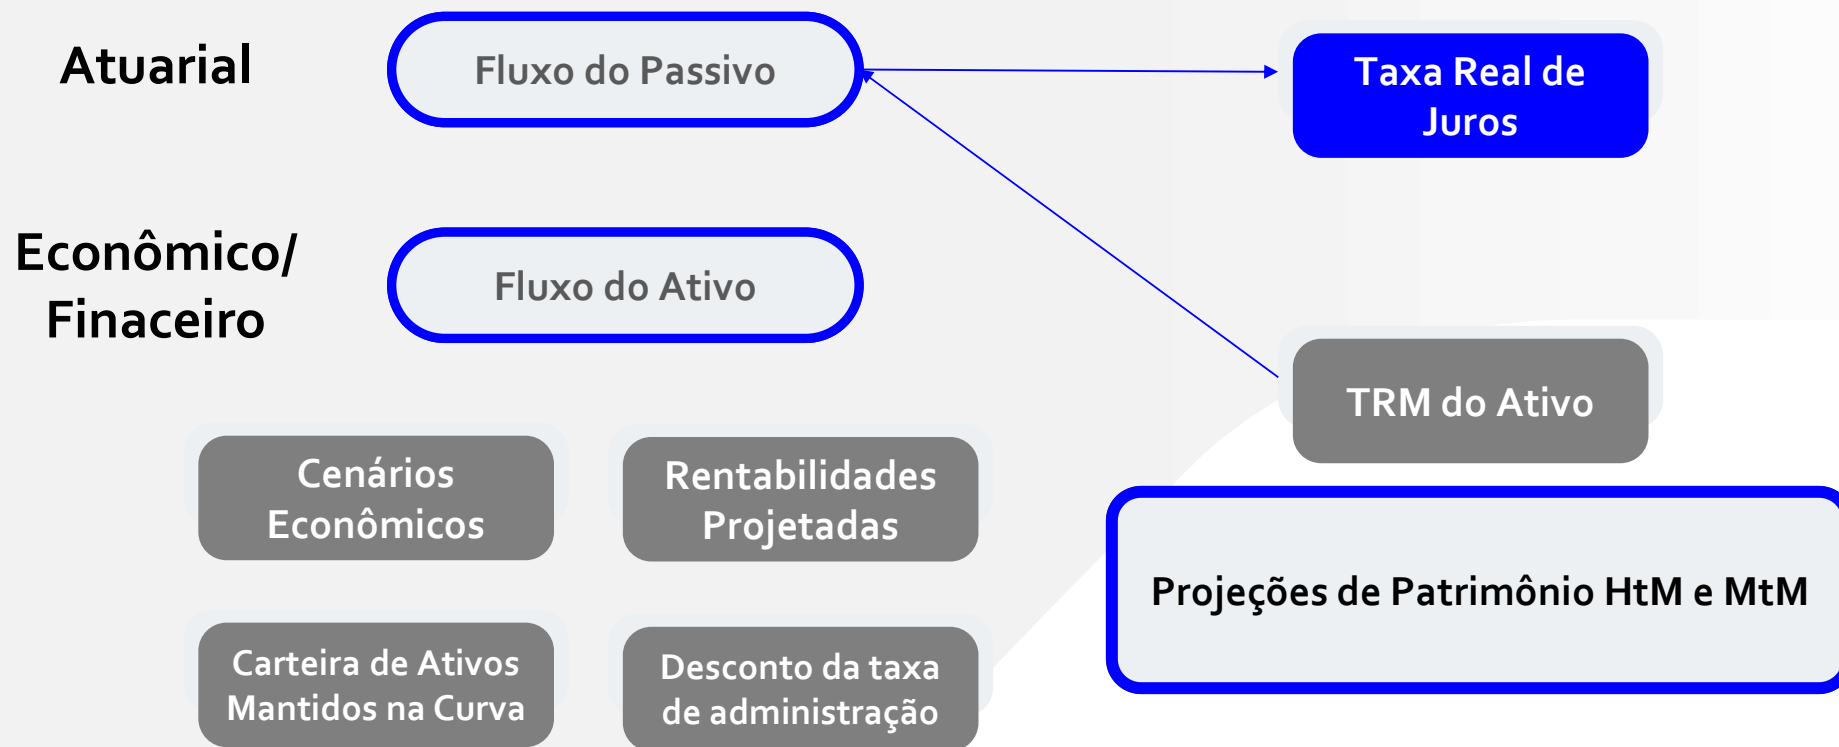 Atuarial
Fluxo do Passivo
Taxa Real de
Juros
Econômico/
Finaceiro
Fluxo do Ativo
TRM do Ativo
Cenários
Econômicos
Rentabilidades
Projetadas
Projeções de Patrimônio HtM e MtM
Carteira de Ativos
Mantidos na Curva
Desconto da taxa
de administração